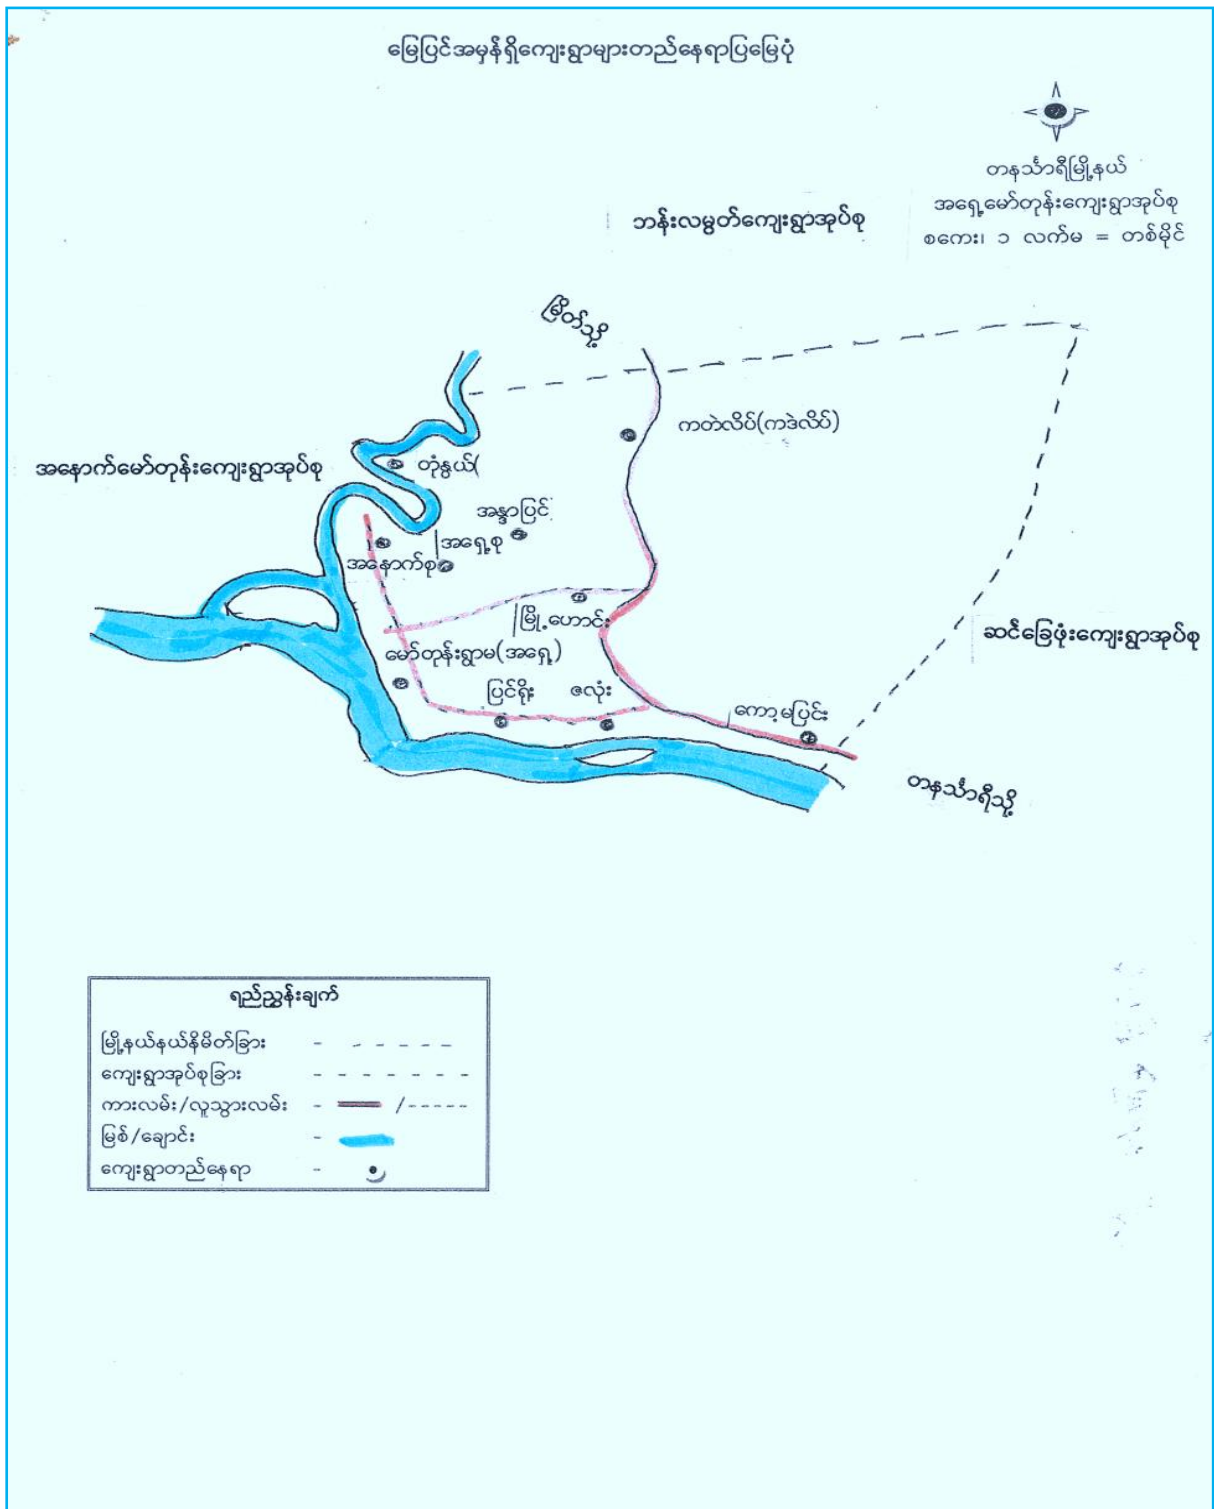 မြေပြင်အမှန်ရှိကျေးရွာများတည်နေရာပြမြေပုံ
တနင်္သာရီမြို့နယ်
အရှေ့မော်တုန်းကျေးရွာအုပ်စု
စကေး၊ ၁ လက်မ = တစ်မိုင်
ဘန်းလမွတ်ကျေးရွာအုပ်စု
မြိတ်သို့
ကတဲလိပ်(ကဒဲလိပ်)
အနောက်မော်တုန်းကျေးရွာအုပ်စု
တုံနွယ်(
အန္ဒာပြင်
အရှေ့စု
အနောက်စု
မြို့ဟောင်း
ဆင်ခြေဖုံးကျေးရွာအုပ်စု
မော်တုန်းရွာမ(အရှေ့)
ပြင်ရိုး
ဇလုံး
ကော့မပြင်း
တနင်္သာရီသို့
ရည်ညွှန်းချက်
မြို့နယ်နယ်နိမိတ်ခြား -
ကျေးရွာအုပ်စုခြား -
ကားလမ်း/လူသွားလမ်း - /
မြစ်/ချောင်း -
ကျေးရွာတည်နေရာ -